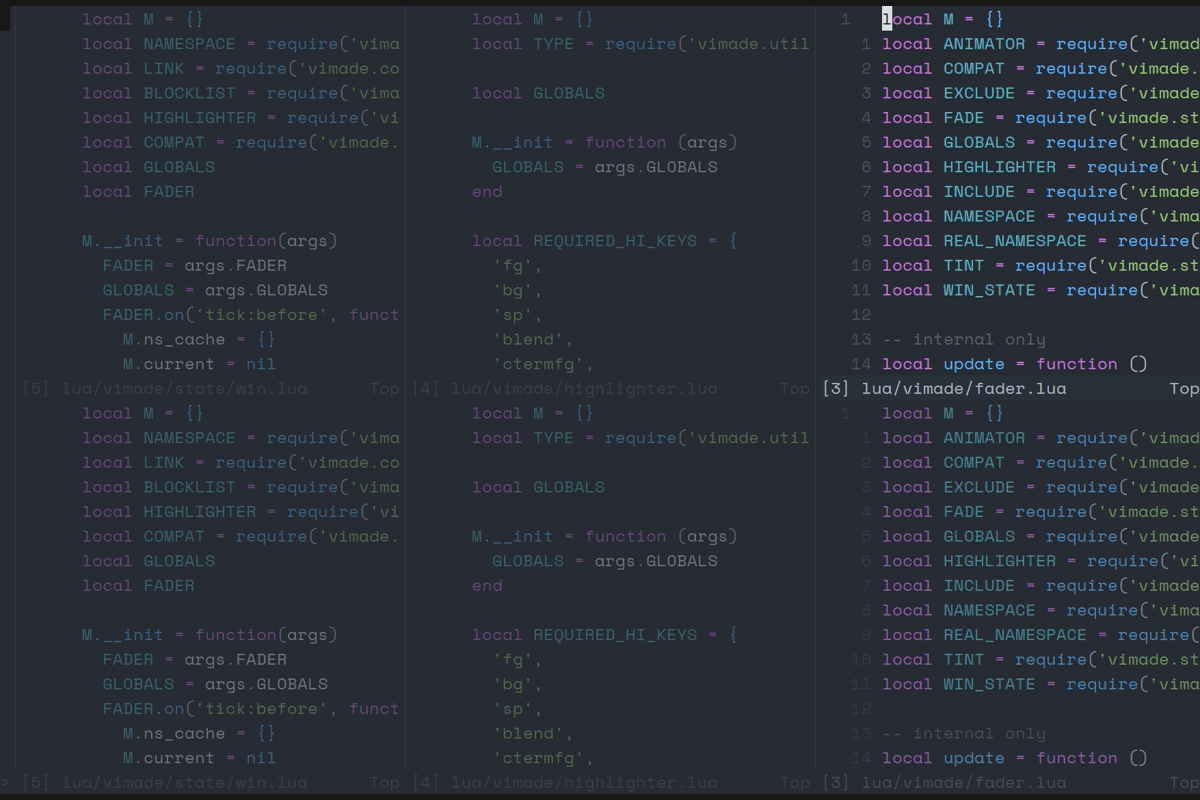 local M = {}
local NAMESPACE = require('vima
local LINK = require('vimade.co
local BLOCKLIST = require('vima
local HIGHLIGHTER = require('vi
local COMPAT = require('vimade.
local GLOBALS
local FADER
M.__init = function(args)
FADER = args.FADER
GLOBALS = args.GLOBALS
FADER.on('tick:before', funct
M.ns_cache = {}
M.current = nil
[5] lua/vimade/state/win.lua Top
local M = {}
local TYPE = require('vimade.util
local GLOBALS
M.__init = function (args)
GLOBALS = args.GLOBALS
end
local REQUIRED_HI_KEYS = {
'fg',
'bg',
'sp',
'blend',
'ctermfg',
[4] lua/vimade/highlighter.lua Top
1 local M = {}
1 local ANIMATOR = require('vimad
2 local COMPAT = require('vimade.
3 local EXCLUDE = require('vimade
4 local FADE = require('vimade.st
5 local GLOBALS = require('vimade
6 local HIGHLIGHTER = require('vi
7 local INCLUDE = require('vimade
8 local NAMESPACE = require('vima
9 local REAL_NAMESPACE = require(
10 local TINT = require('vimade.st
11 local WIN_STATE = require('vima
12
13 -- internal only
14 local update = function ()
[3] lua/vimade/fader.lua Top
local M = {}
local NAMESPACE = require('vima
local LINK = require('vimade.co
local BLOCKLIST = require('vima
local HIGHLIGHTER = require('vi
local COMPAT = require('vimade.
local GLOBALS
local FADER
M.__init = function(args)
FADER = args.FADER
GLOBALS = args.GLOBALS
FADER.on('tick:before', funct
M.ns_cache = {}
M.current = nil
> [5] lua/vimade/state/win.lua Top
local M = {}
local TYPE = require('vimade.util
local GLOBALS
M.__init = function (args)
GLOBALS = args.GLOBALS
end
local REQUIRED_HI_KEYS = {
'fg',
'bg',
'sp',
'blend',
'ctermfg',
[4] lua/vimade/highlighter.lua Top
1 local M = {}
1 local ANIMATOR = require('vimad
2 local COMPAT = require('vimade.
3 local EXCLUDE = require('vimade
4 local FADE = require('vimade.st
5 local GLOBALS = require('vimade
6 local HIGHLIGHTER = require('vi
7 local INCLUDE = require('vimade
8 local NAMESPACE = require('vima
9 local REAL_NAMESPACE = require(
10 local TINT = require('vimade.st
11 local WIN_STATE = require('vima
12
13 -- internal only
14 local update = function ()
[3] lua/vimade/fader.lua Top